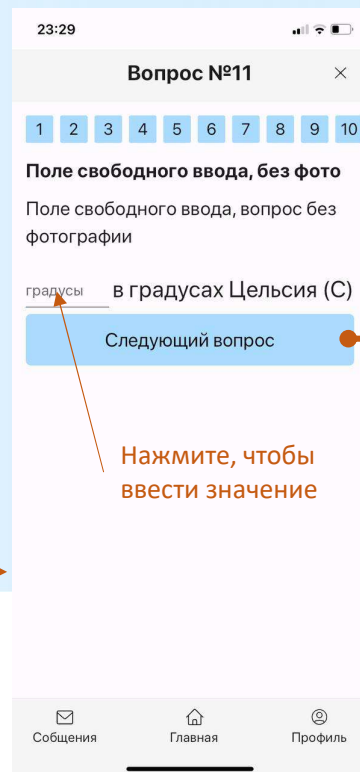 23:29
Вопрос №11
1 2 3 4 5 6 7 8 9 10
Поле свободного ввода, без фото
Поле свободного ввода, вопрос без
фотографии
градусы в градусах Цельсия (С)
Следующий вопрос
Нажмите, чтобы
ввести значение
Собщения Главная Профиль